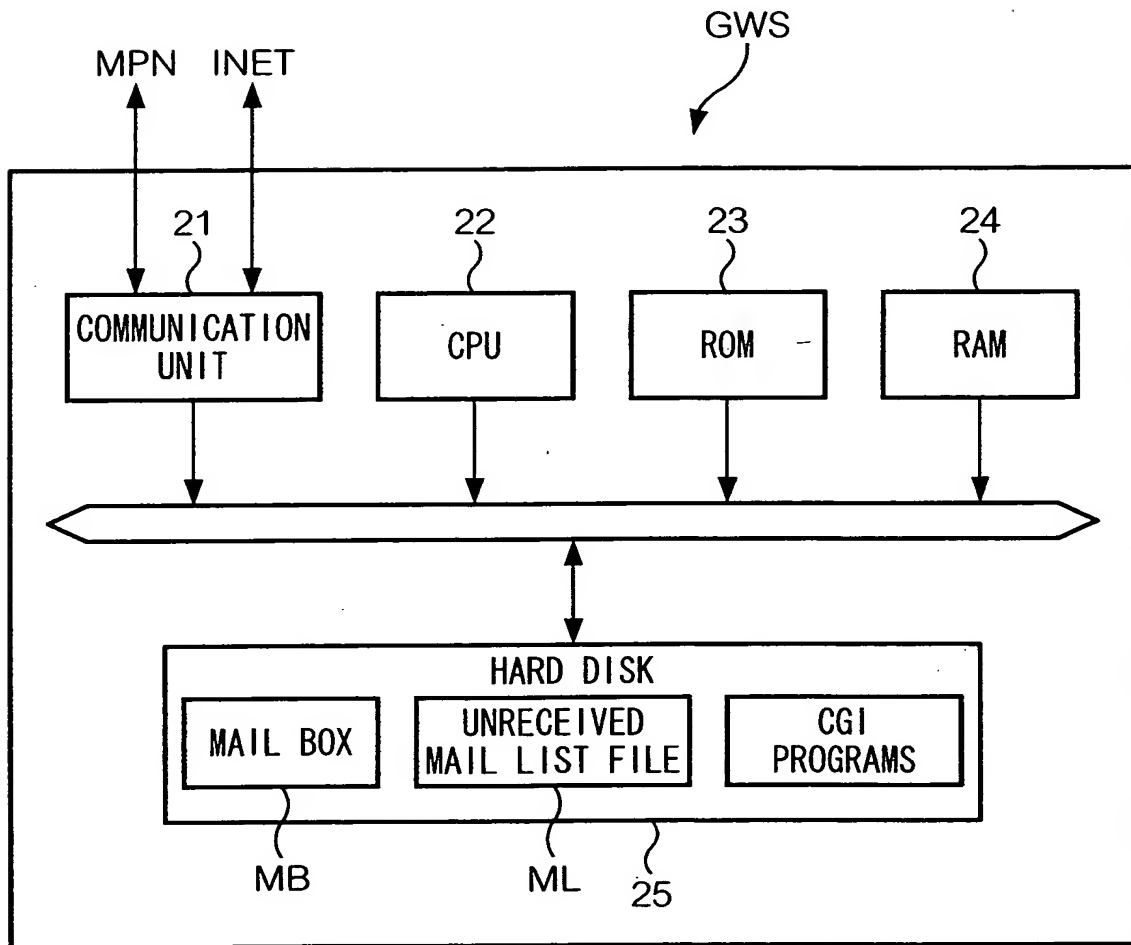 GWS
MPN INET
21 22 23 24
COMMUNICATION
UNIT
CPU
ROM
RAM
HARD DISK
MAIL BOX
UNRECEIVED
MAIL LIST FILE
CGI
PROGRAMS
MB ML 25